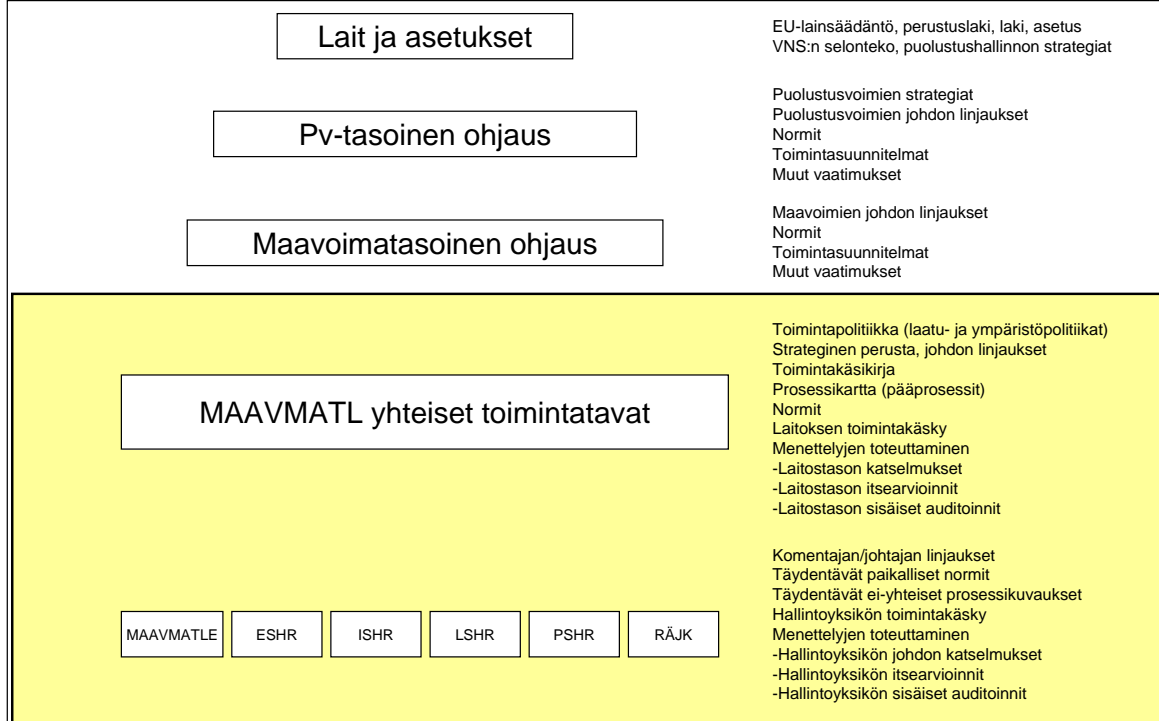 Lait ja asetukset
EU-lainsäädäntö, perustuslaki, laki, asetus
VNS:n selonteko, puolustushallinnon strategiat
Pv-tasoinen ohjaus
Puolustusvoimien strategiat
Puolustusvoimien johdon linjaukset
Normit
Toimintasuunnitelmat
Muut vaatimukset
Maavoimatasoinen ohjaus
Maavoimien johdon linjaukset
Normit
Toimintasuunnitelmat
Muut vaatimukset
MAAVMATL yhteiset toimintatavat
Toimintapolitiikka (laatu- ja ympäristöpolitiikat)
Strateginen perusta, johdon linjaukset
Toimintakäsikirja
Prosessikartta (pääprosessit)
Normit
Laitoksen toimintakäsky
Menettelyjen toteuttaminen
-Laitostason katselmukset
-Laitostason itsearvioinnit
-Laitostason sisäiset auditoinnit
MAAVMATLE
ESHR
ISHR
LSHR
PSHR
RÄJK
Komentajan/johtajan linjaukset
Täydentävät paikalliset normit
Täydentävät ei-yhteiset prosessikuvaukset
Hallintoyksikön toimintakäsky
Menettelyjen toteuttaminen
-Hallintoyksikön johdon katselmukset
-Hallintoyksikön itsearvioinnit
-Hallintoyksikön sisäiset auditoinnit